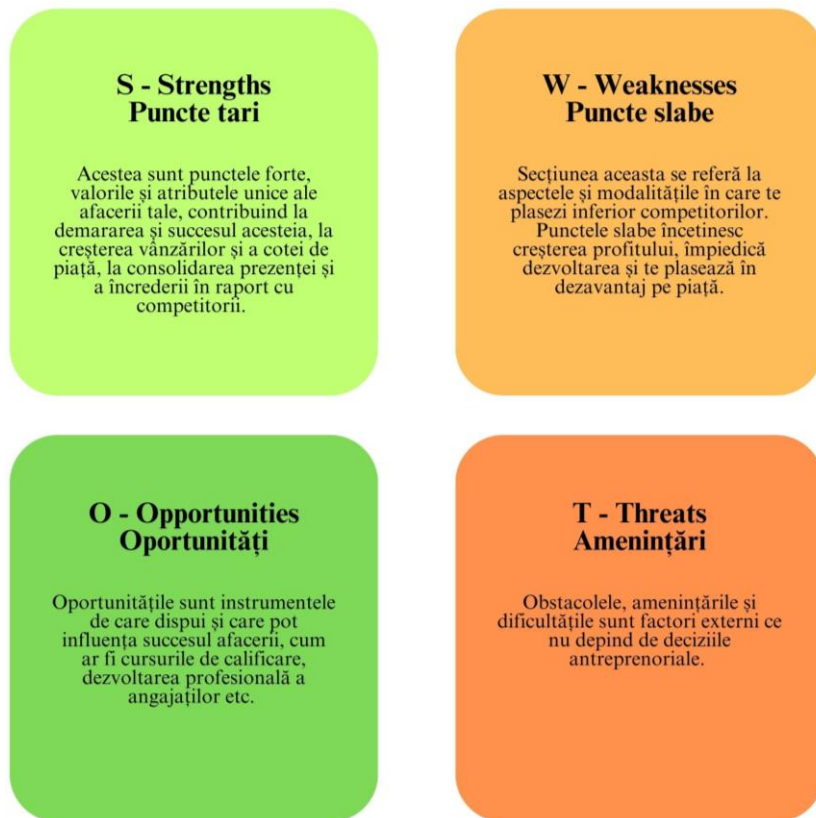 S - Strengths
Puncte tari
Acestea sunt punctele forte,
valorile și atributele unice ale
afacerii tale, contribuind la
demararea și succesul acesteia, la
creșterea vânzărilor și a cotei de
piață, la consolidarea prezenței și
a încrederii în raport cu
competitorii.
W - Weaknesses
Puncte slabe
Secțiunea aceasta se referă la
aspectele și modalitățile în care te
plasezi inferior competitorilor.
Punctele slabe încetinesc
creșterea profitului, împiedică
dezvoltarea și te plasează în
dezavantaj pe piață.
O - Opportunities
Oportunități
Oportunitățile sunt instrumentele
de care dispui și care pot
influența succesul afacerii, cum
ar fi cursurile de calificare,
dezvoltarea profesională a
angajaților etc.
T - Threats
Amenințări
Obstacolele, amenințările și
dificultățile sunt factori externi ce
nu depind de deciziile
antreprenoriale.